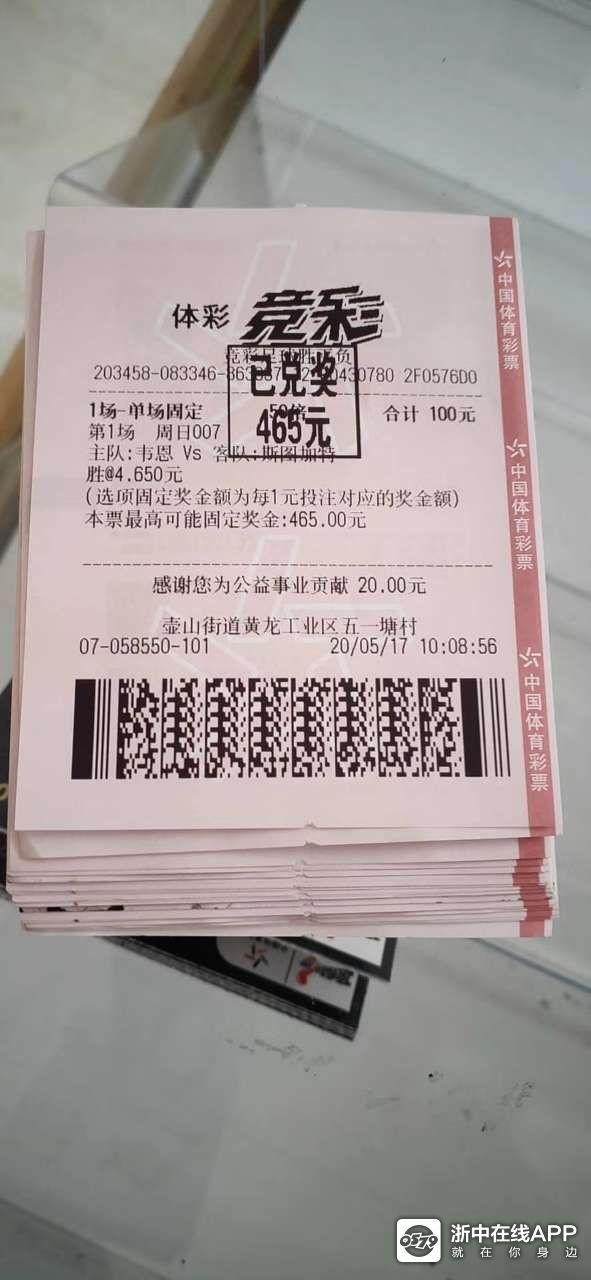 体彩 竞彩
竞彩足球胜平负
203458-083346-863 430780 2F0576D0
已兑奖
465元
1场-单场固定 50倍 合计 100元
第1场 周日007
主队:韦恩 Vs 客队:斯图加特
胜@4.650元
(选项固定奖金额为每1元投注对应的奖金额)
本票最高可能固定奖金:465.00元
感谢您为公益事业贡献 20.00元
壶山街道黄龙工业区五一塘村
07-058550-101 20/05/17 10:08:56
中国体育彩票
中国体育彩票
中国体育彩票
浙中在线APP
就在你身边